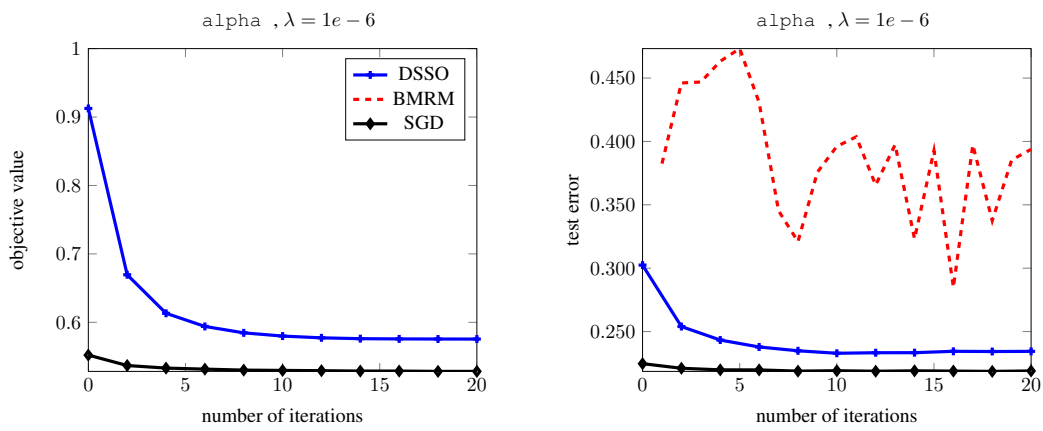 alpha , λ = 1e − 6
1
0.9
0.8
0.7
0.6
0
5
10
15
20
objective value
number of iterations
DSSO
BMRM
SGD
alpha , λ = 1e − 6
0.450
0.400
0.350
0.300
0.250
0
5
10
15
20
test error
number of iterations